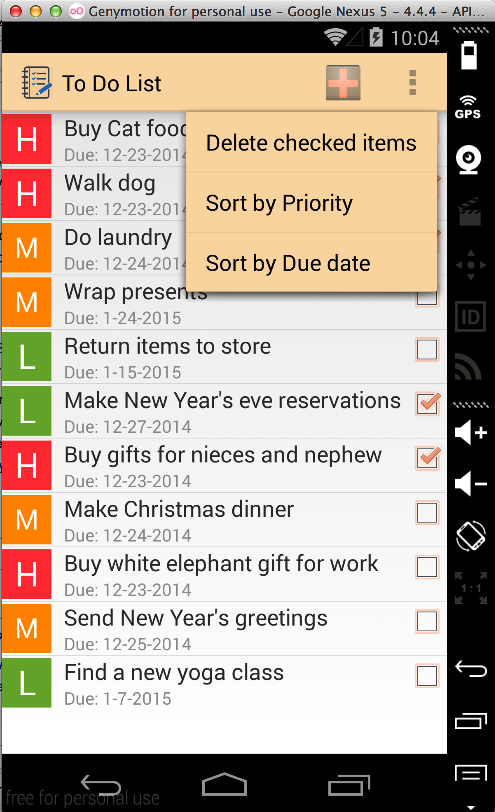 Genymotion for personal use - Google Nexus 5 - 4.4.4 - API...
10:04
To Do List
GPS
Delete checked items
Sort by Priority
Sort by Due date
H Buy Cat food
Due: 12-23-2014
H Walk dog
Due: 12-23-2014
M Do laundry
Due: 12-24-2014
M Wrap presents
Due: 1-24-2015
ID
L Return items to store
Due: 1-15-2015
L Make New Year's eve reservations
Due: 12-27-2014
H Buy gifts for nieces and nephew
Due: 12-23-2014
M Make Christmas dinner
Due: 12-24-2014
H Buy white elephant gift for work
Due: 12-23-2014
1:1
M Send New Year's greetings
Due: 12-25-2014
L Find a new yoga class
Due: 1-7-2015
free for personal use